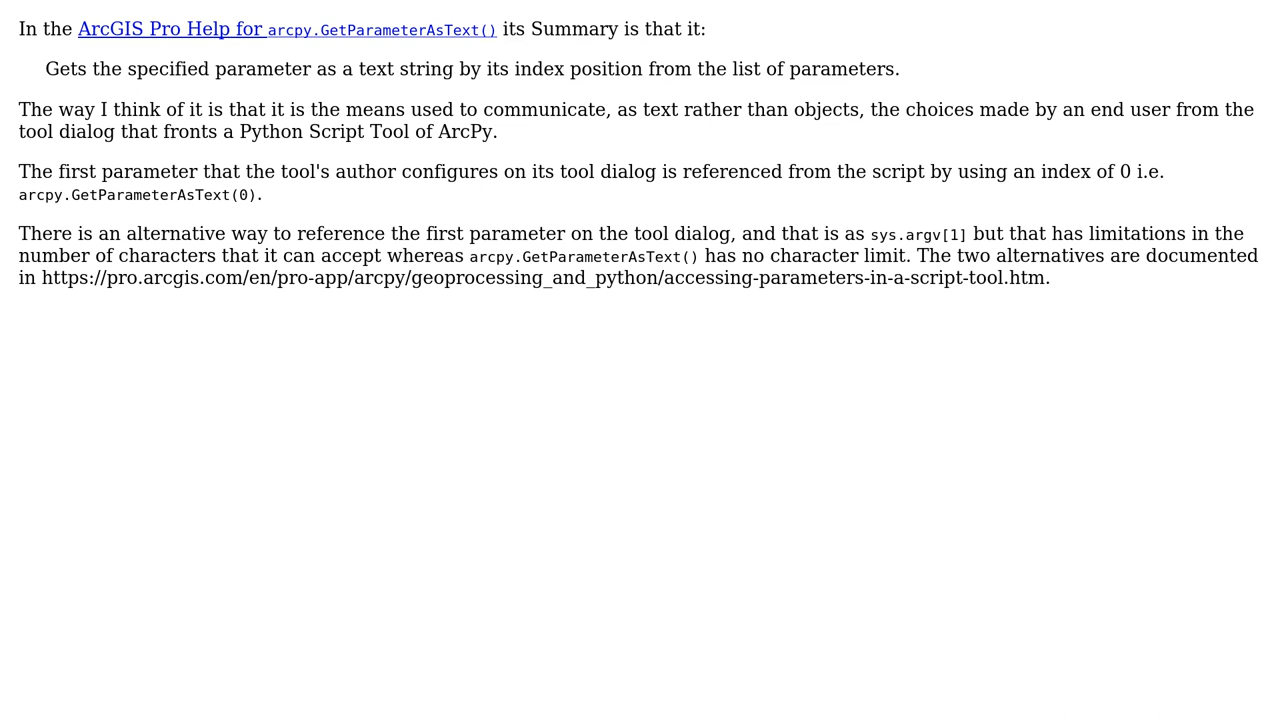 In the ArcGIS Pro Help for arcpy.GetParameterAsText() its Summary is that it:
Gets the specified parameter as a text string by its index position from the list of parameters.
The way I think of it is that it is the means used to communicate, as text rather than objects, the choices made by an end user from the
tool dialog that fronts a Python Script Tool of ArcPy.
The first parameter that the tool's author configures on its tool dialog is referenced from the script by using an index of 0 i.e.
arcpy.GetParameterAsText(0).
There is an alternative way to reference the first parameter on the tool dialog, and that is as sys.argv[1] but that has limitations in the
number of characters that it can accept whereas arcpy.GetParameterAsText() has no character limit. The two alternatives are documented
in https://pro.arcgis.com/en/pro-app/arcpy/geoprocessing_and_python/accessing-parameters-in-a-script-tool.htm.